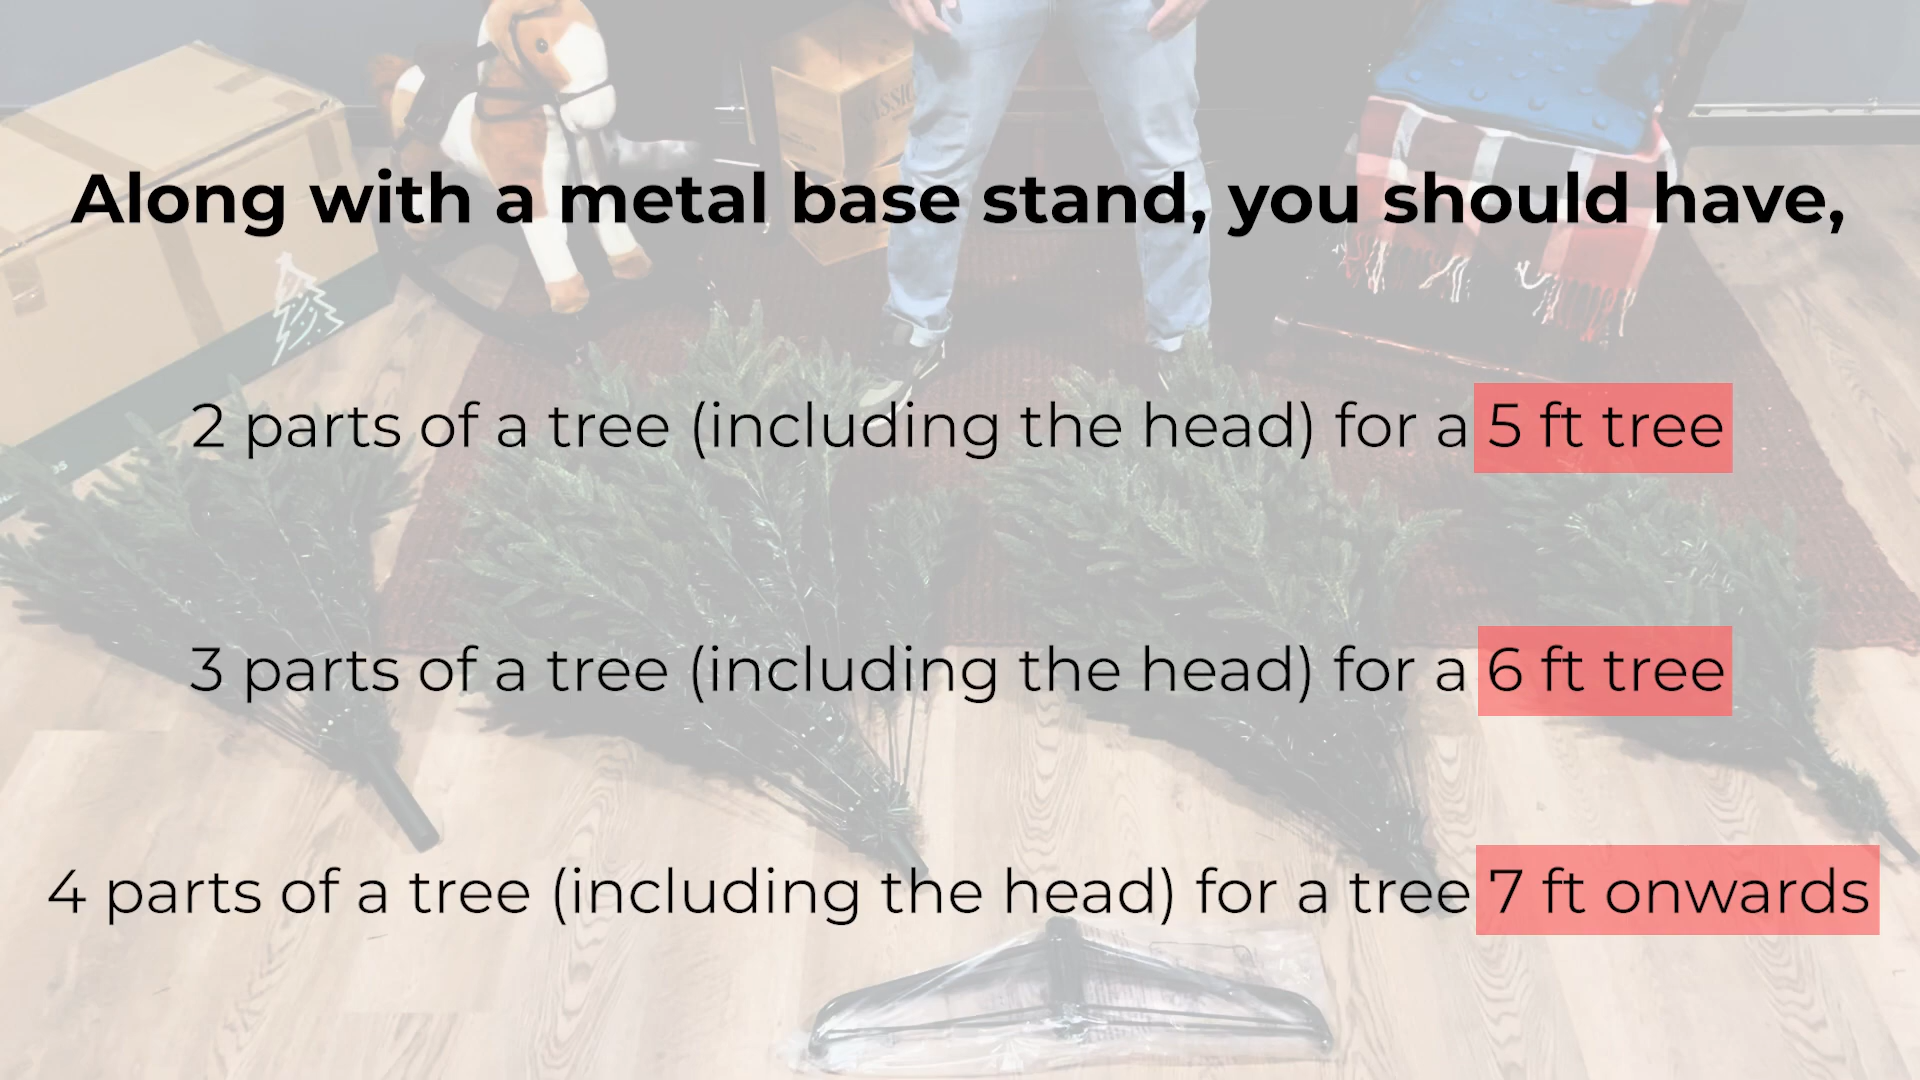 Along with a metal base stand, you should have,
2 parts of a tree (including the head) for a 5 ft tree
3 parts of a tree (including the head) for a 6 ft tree
4 parts of a tree (including the head) for a tree 7 ft onwards